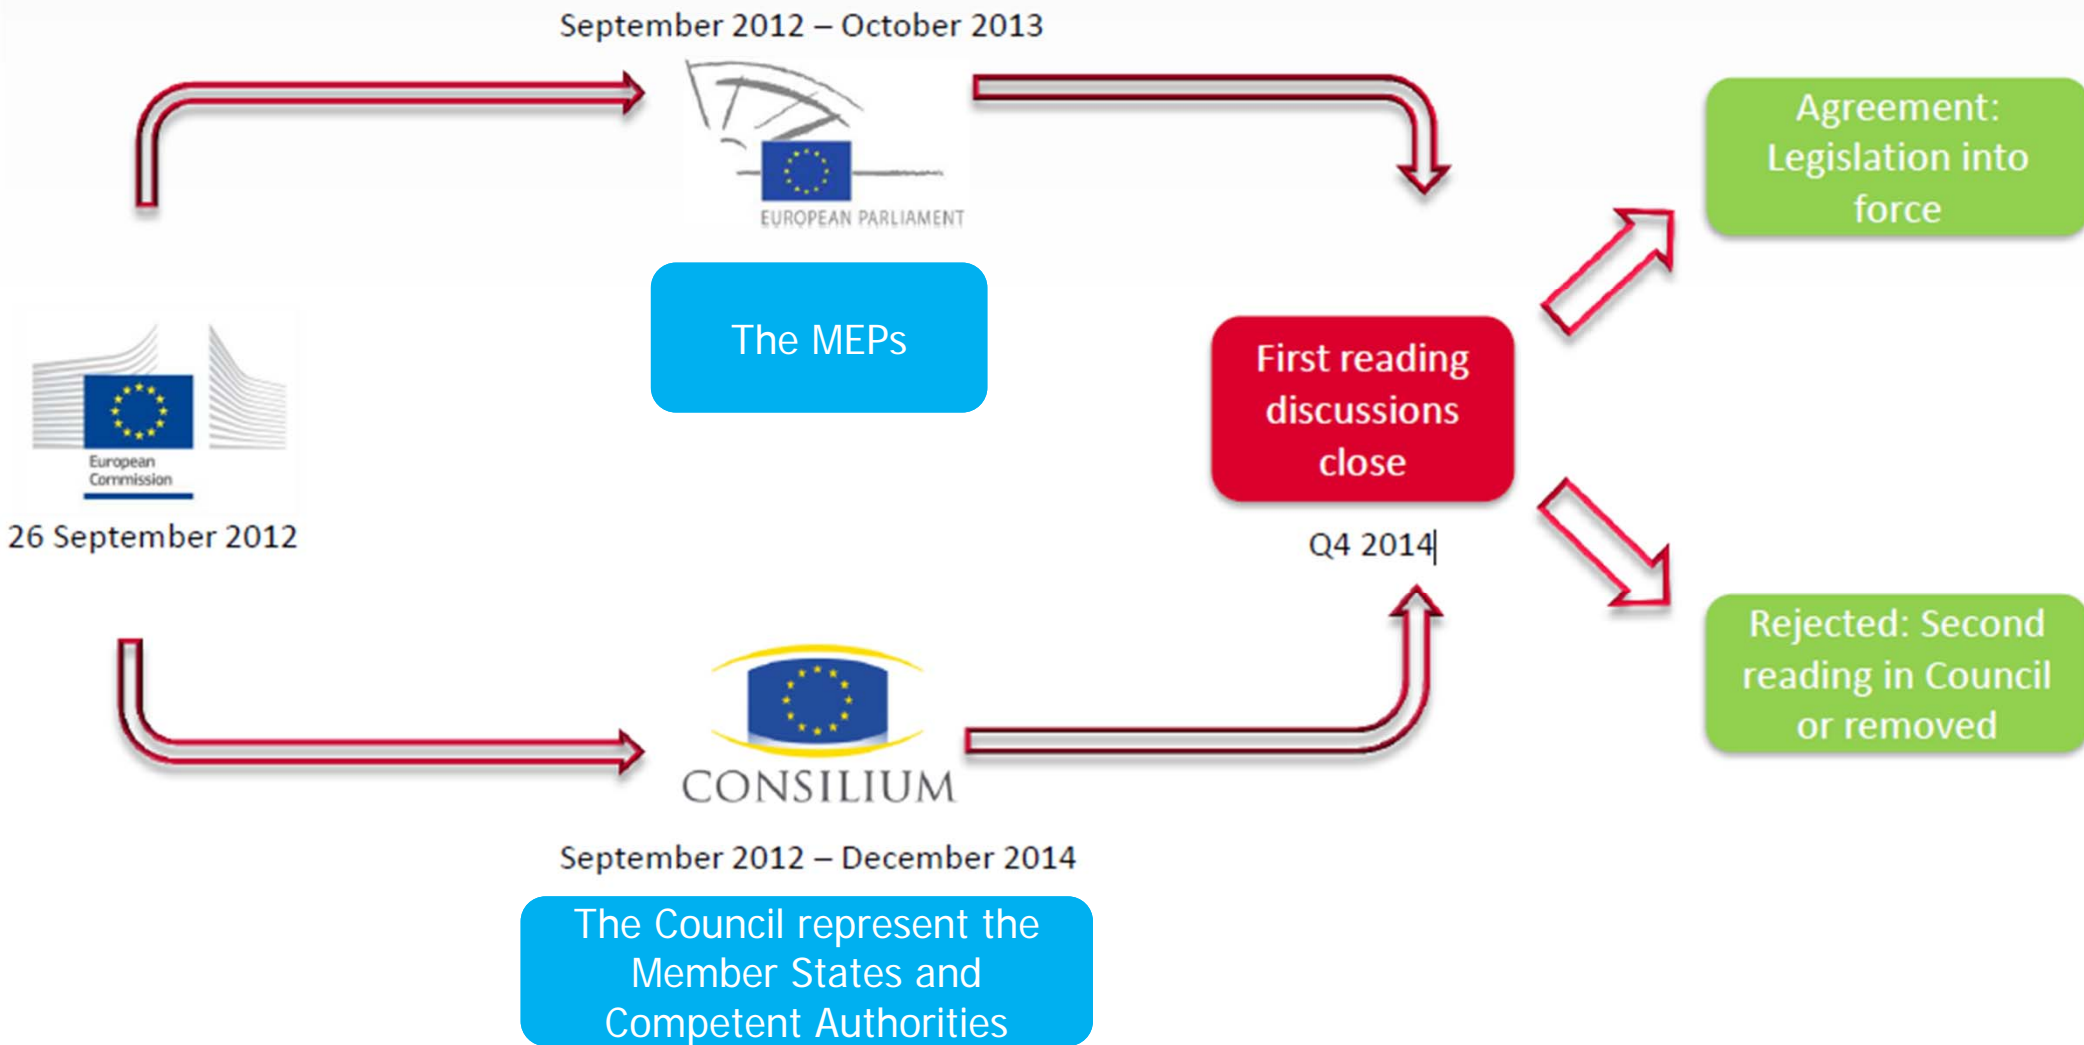 September 2012 – October 2013
EUROPEAN PARLIAMENT
The MEPs
European
Commission
26 September 2012
First reading
discussions
close
Q4 2014
Agreement:
Legislation into
force
Rejected: Second
reading in Council
or removed
CONSILIUM
September 2012 – December 2014
The Council represent the
Member States and
Competent Authorities